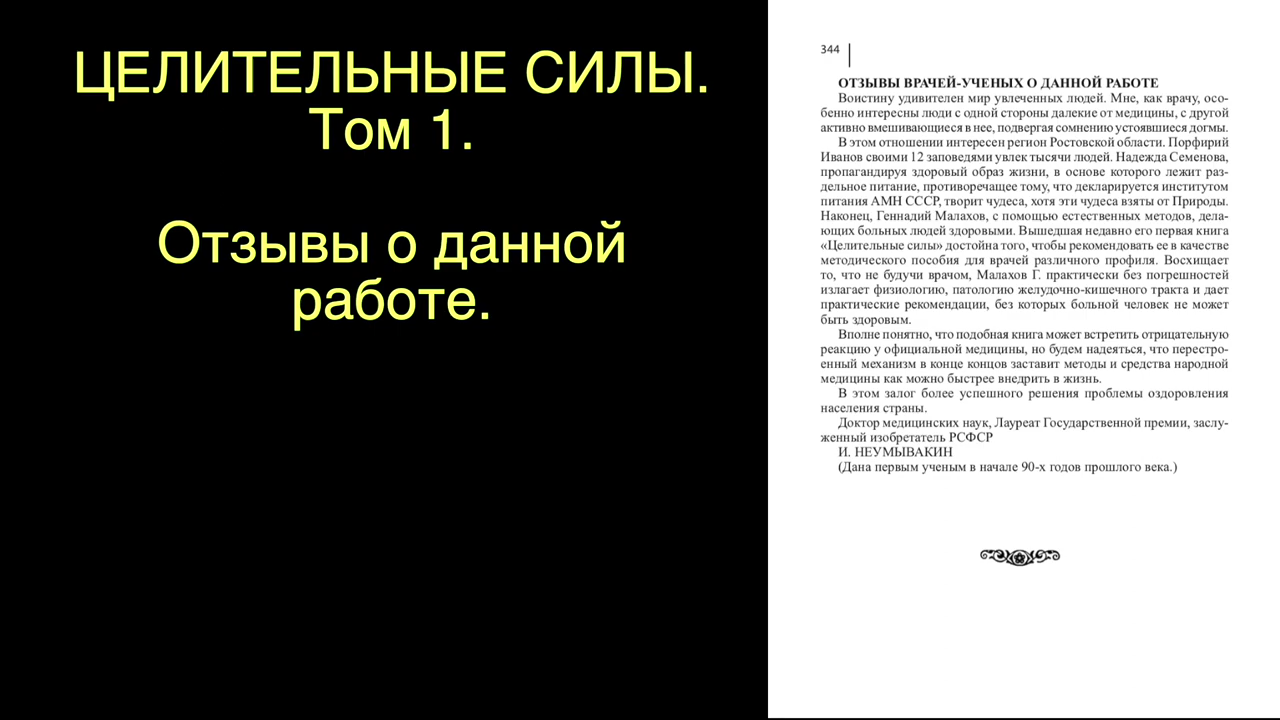 ЦЕЛИТЕЛЬНЫЕ СИЛЫ.
Том 1.
Отзывы о данной
работе.
344
ОТЗЫВЫ ВРАЧЕЙ-УЧЕНЫХ О ДАННОЙ РАБОТЕ
Воистину удивителен мир увлеченных людей. Мне, как врачу, осо-
бенно интересны люди с одной стороны далекие от медицины, с другой
активно вмешивающиеся в нее, подвергая сомнению устоявшиеся догмы.
В этом отношении интересен регион Ростовской области. Порфирий
Иванов своими 12 заповедями увлек тысячи людей. Надежда Семенова,
пропагандируя здоровый образ жизни, в основе которого лежит раз-
дельное питание, противоречащее тому, что декларируется институтом
питания АМН СССР, творит чудеса, хотя эти чудеса взяты от Природы.
Наконец, Геннадий Малахов, с помощью естественных методов, дела-
ющих больных людей здоровыми. Вышедшая недавно его первая книга
«Целительные силы» достойна того, чтобы рекомендовать ее в качестве
методического пособия для врачей различного профиля. Восхищает
то, что не будучи врачом, Малахов Г. практически без погрешностей
излагает физиологию, патологию желудочно-кишечного тракта и дает
практические рекомендации, без которых больной человек не может
быть здоровым.
Вполне понятно, что подобная книга может встретить отрицательную
реакцию у официальной медицины, но будем надеяться, что перестро-
енный механизм в конце концов заставит методы и средства народной
медицины как можно быстрее внедрить в жизнь.
В этом залог более успешного решения проблемы оздоровления
населения страны.
Доктор медицинских наук, Лауреат Государственной премии, заслу-
женный изобретатель РСФСР
И. НЕУМЫВАКИН
(Дана первым ученым в начале 90-х годов прошлого века.)